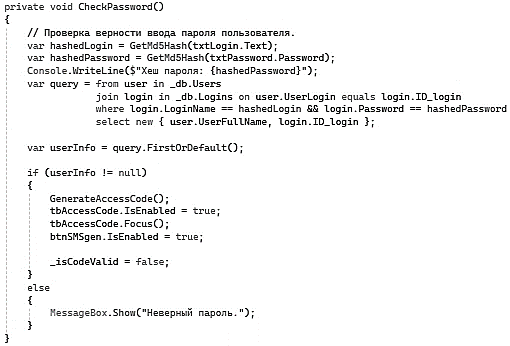 private void CheckPassword()
{
    // Проверка верности ввода пароля пользователя.
    var hashedLogin = GetMd5Hash(txtLogin.Text);
    var hashedPassword = GetMd5Hash(txtPassword.Password);
    Console.WriteLine($"Хеш пароля: {hashedPassword}");
    var query = from user in _db.Users
                join login in _db.Logins on user.UserLogin equals login.ID_login
                where login.LoginName == hashedLogin && login.Password == hashedPassword
                select new { user.UserFullName, login.ID_login };

    var userInfo = query.FirstOrDefault();

    if (userInfo != null)
    {
        GenerateAccessCode();
        tbAccessCode.IsEnabled = true;
        tbAccessCode.Focus();
        btnSMSgen.IsEnabled = true;

        _isCodeValid = false;
    }
    else
    {
        MessageBox.Show("Неверный пароль.");
    }
}